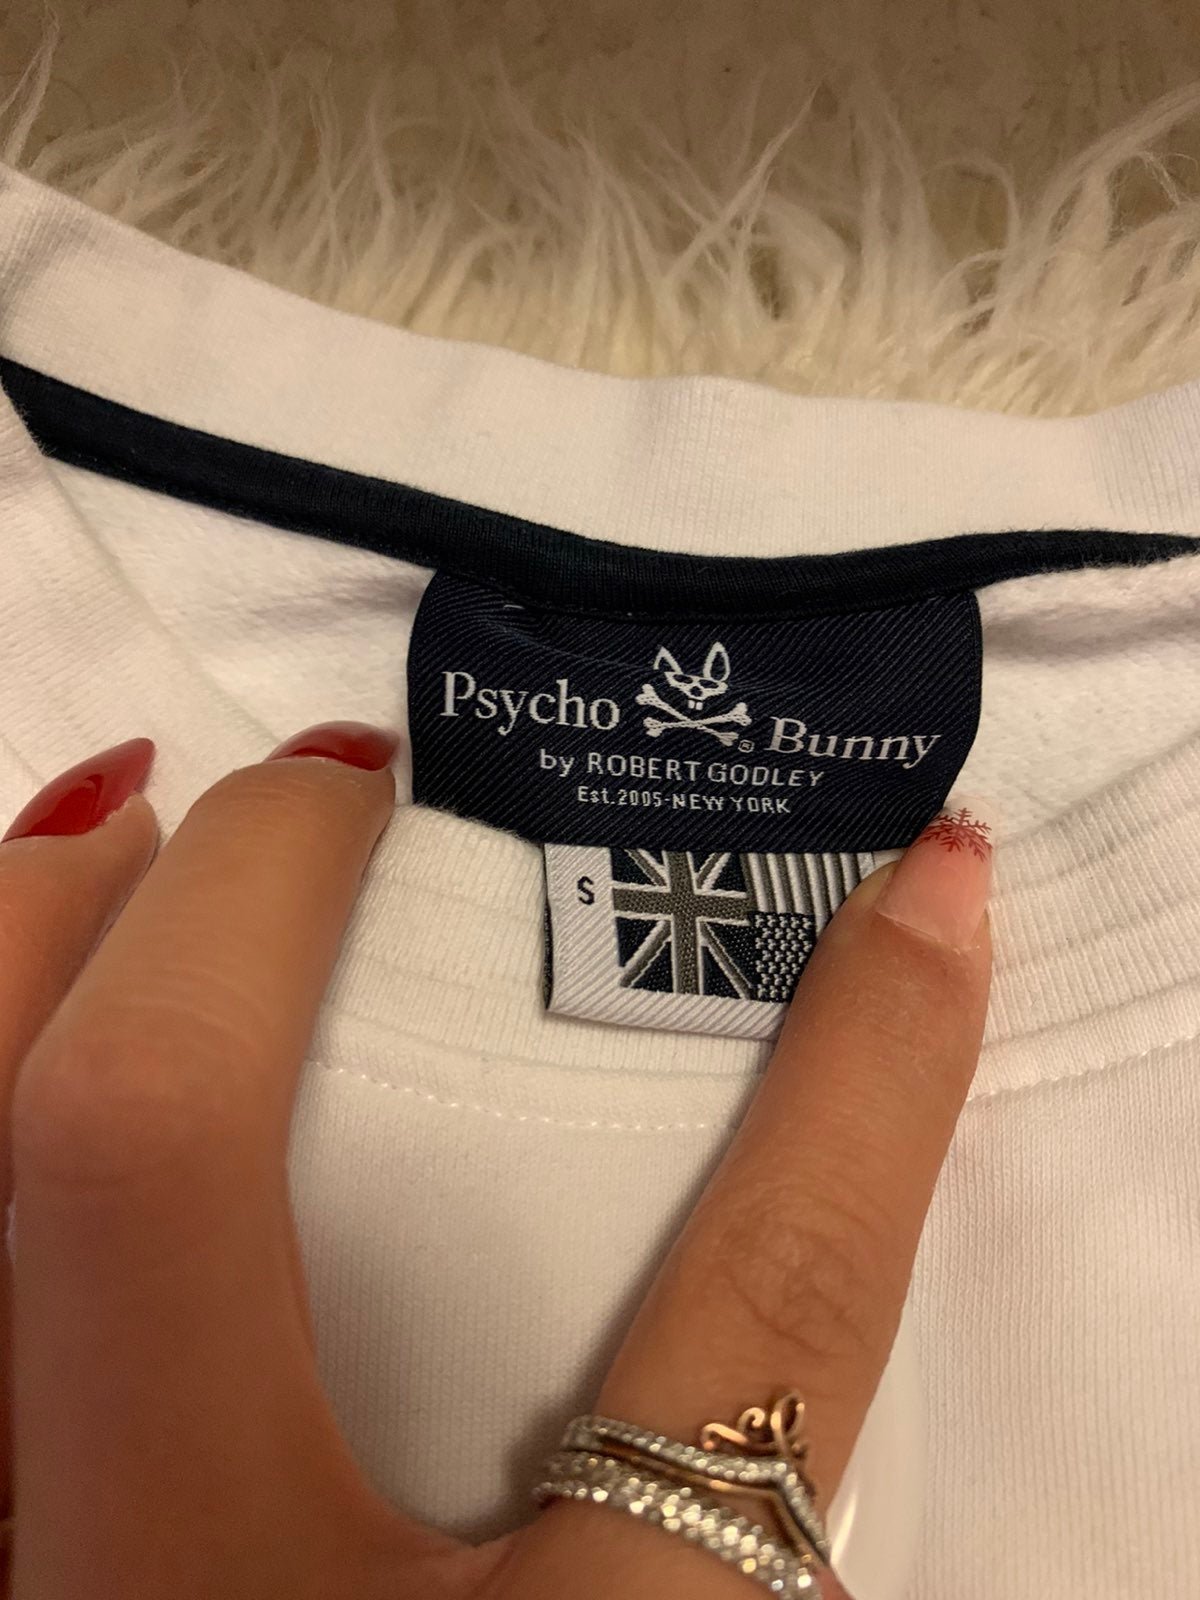 Psycho Bunny
by ROBERT GODLEY
Est.2005-NEW YORK
S